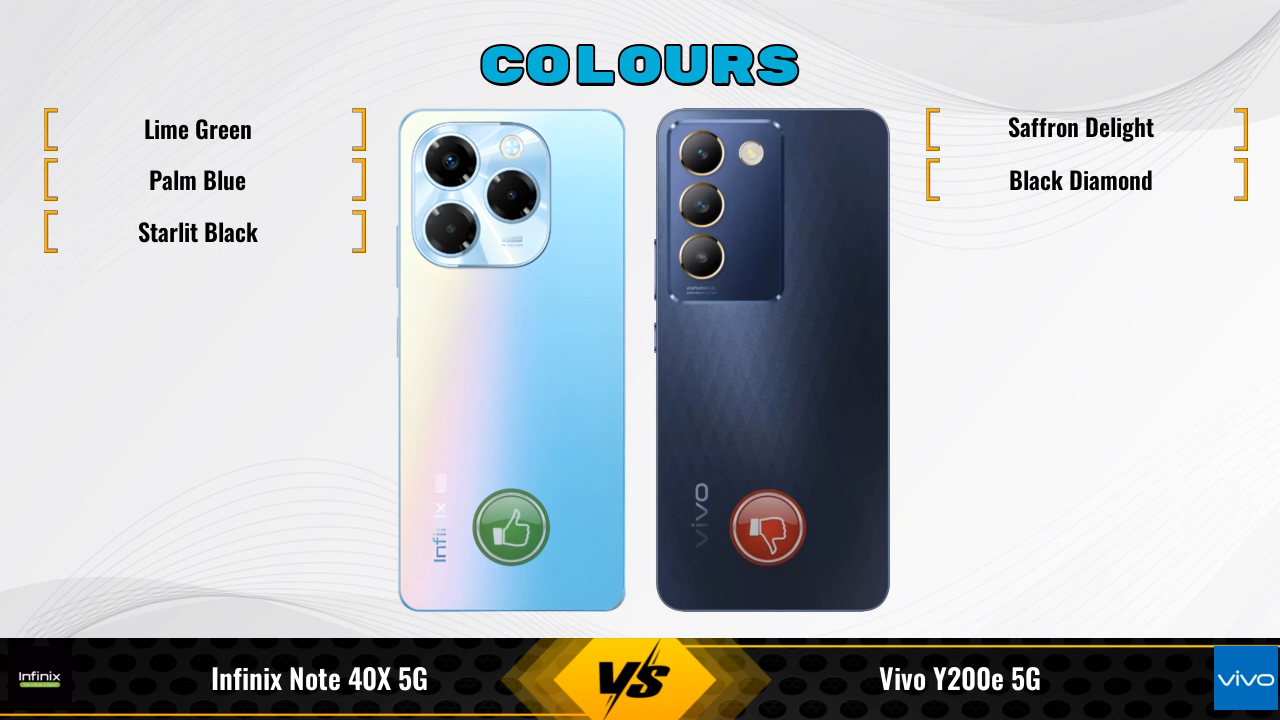 COLOURS
Lime Green
Palm Blue
Starlit Black
Saffron Delight
Black Diamond
Infinix
vivo
Infinix
Infinix Note 40X 5G
VS
Vivo Y200e 5G
vivo